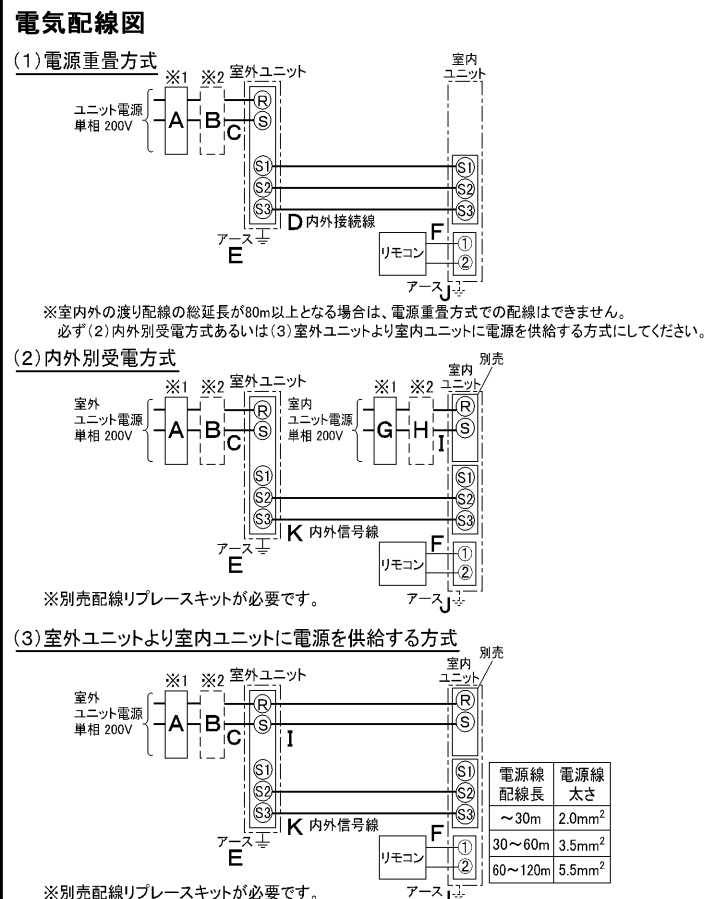 電気配線図
(1)電源重畳方式
※1 ※2 室外ユニット
室内
ユニット
ユニット電源
単相 200V
A B C
R
S
S1 S1
S2 S2
S3 S3
D 内外接続線
アース
E
リモコン
F
①
②
アース J
※室内外の渡り配線の総延長が80m以上となる場合は、電源重畳方式での配線はできません。
必ず(2)内外別受電方式あるいは(3)室外ユニットより室内ユニットに電源を供給する方式にしてください。
(2)内外別受電方式
※1 ※2 室外ユニット
※1 ※2
室内
ユニット
別売
室外
ユニット電源
単相 200V
A B C
R
S
室内
ユニット電源
単相 200V
G H I
R
S
S1 S1
S2 S2
S3 S3
K 内外信号線
アース
E
リモコン
F
①
②
アース J
※別売配線リプレースキットが必要です。
(3)室外ユニットより室内ユニットに電源を供給する方式
※1 ※2 室外ユニット
室内
ユニット
別売
室外
ユニット電源
単相 200V
A B C
R R
S S
I
S1 S1
S2 S2
S3 S3
K 内外信号線
アース
E
リモコン
F
①
②
アース J
電源線
配線長
電源線
太さ
～30m 2.0mm²
30～60m 3.5mm²
60～120m 5.5mm²
※別売配線リプレースキットが必要です。